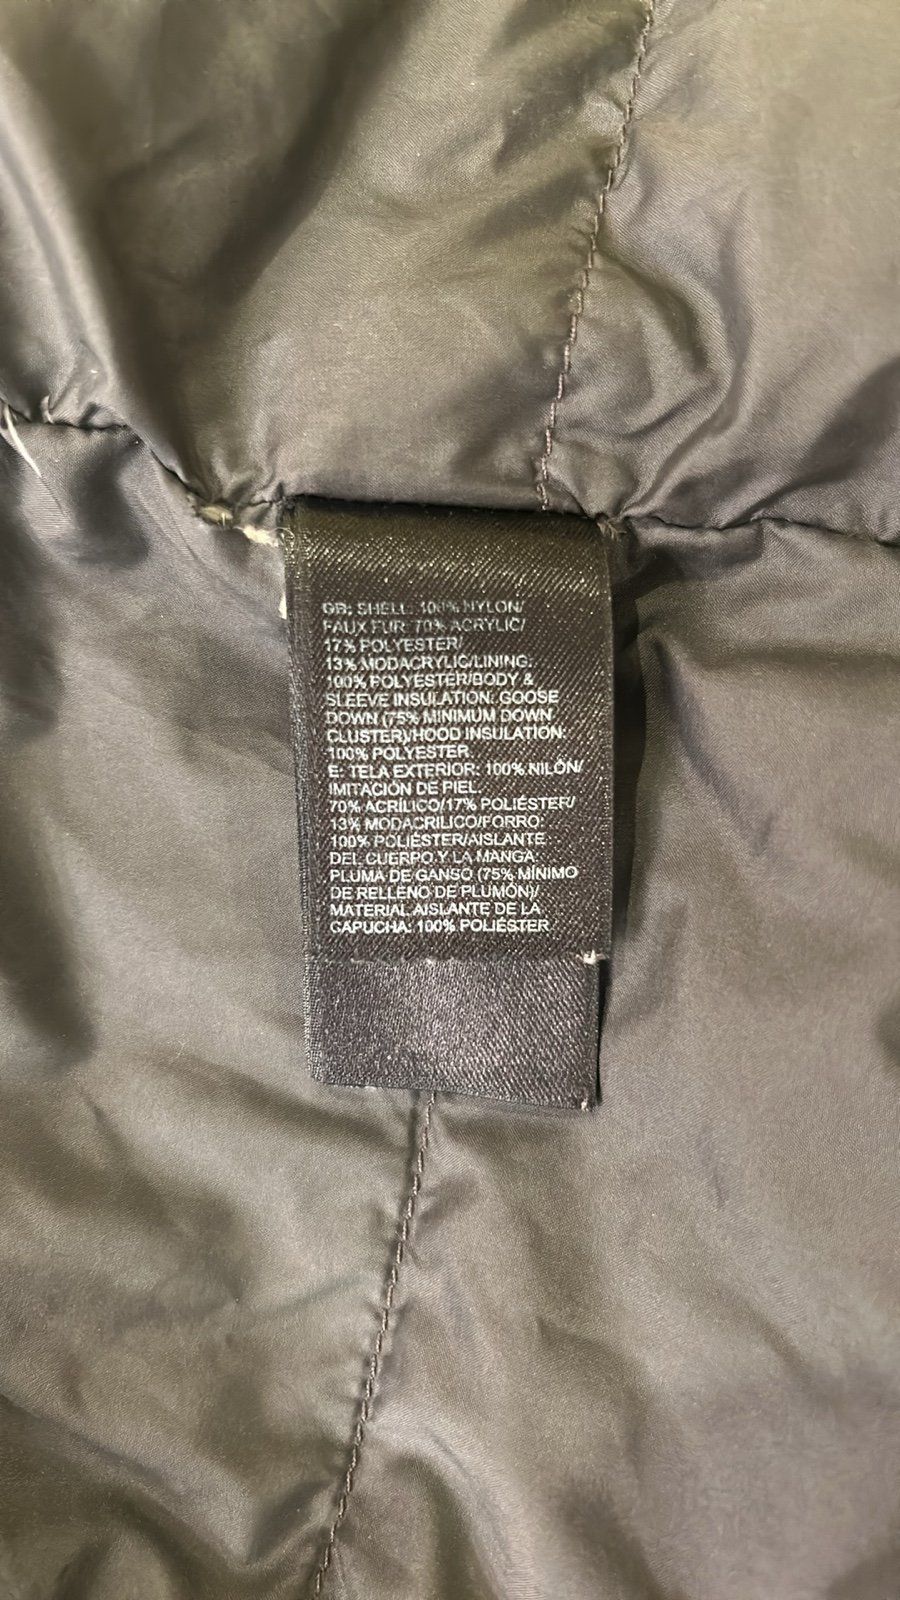 GB: SHELL: 100% NYLON/
FAUX FUR: 70% ACRYLIC/
17% POLYESTER/
13% MODACRYLIC/LINING:
100% POLYESTER/BODY &
SLEEVE INSULATION: GOOSE
DOWN (75% MINIMUM DOWN
CLUSTER)/HOOD INSULATION:
100% POLYESTER
E: TELA EXTERIOR: 100% NILÓN/
IMITACIÓN DE PIEL:
70% ACRÍLICO/17% POLIÉSTER/
13% MODACRILICO/FORRO:
100% POLIÉSTER/AISLANTE
DEL CUERPO Y LA MANGA:
PLUMA DE GANSO (75% MÍNIMO
DE RELLENO DE PLUMÓN)/
MATERIAL AISLANTE DE LA
CAPUCHA: 100% POLIÉSTER